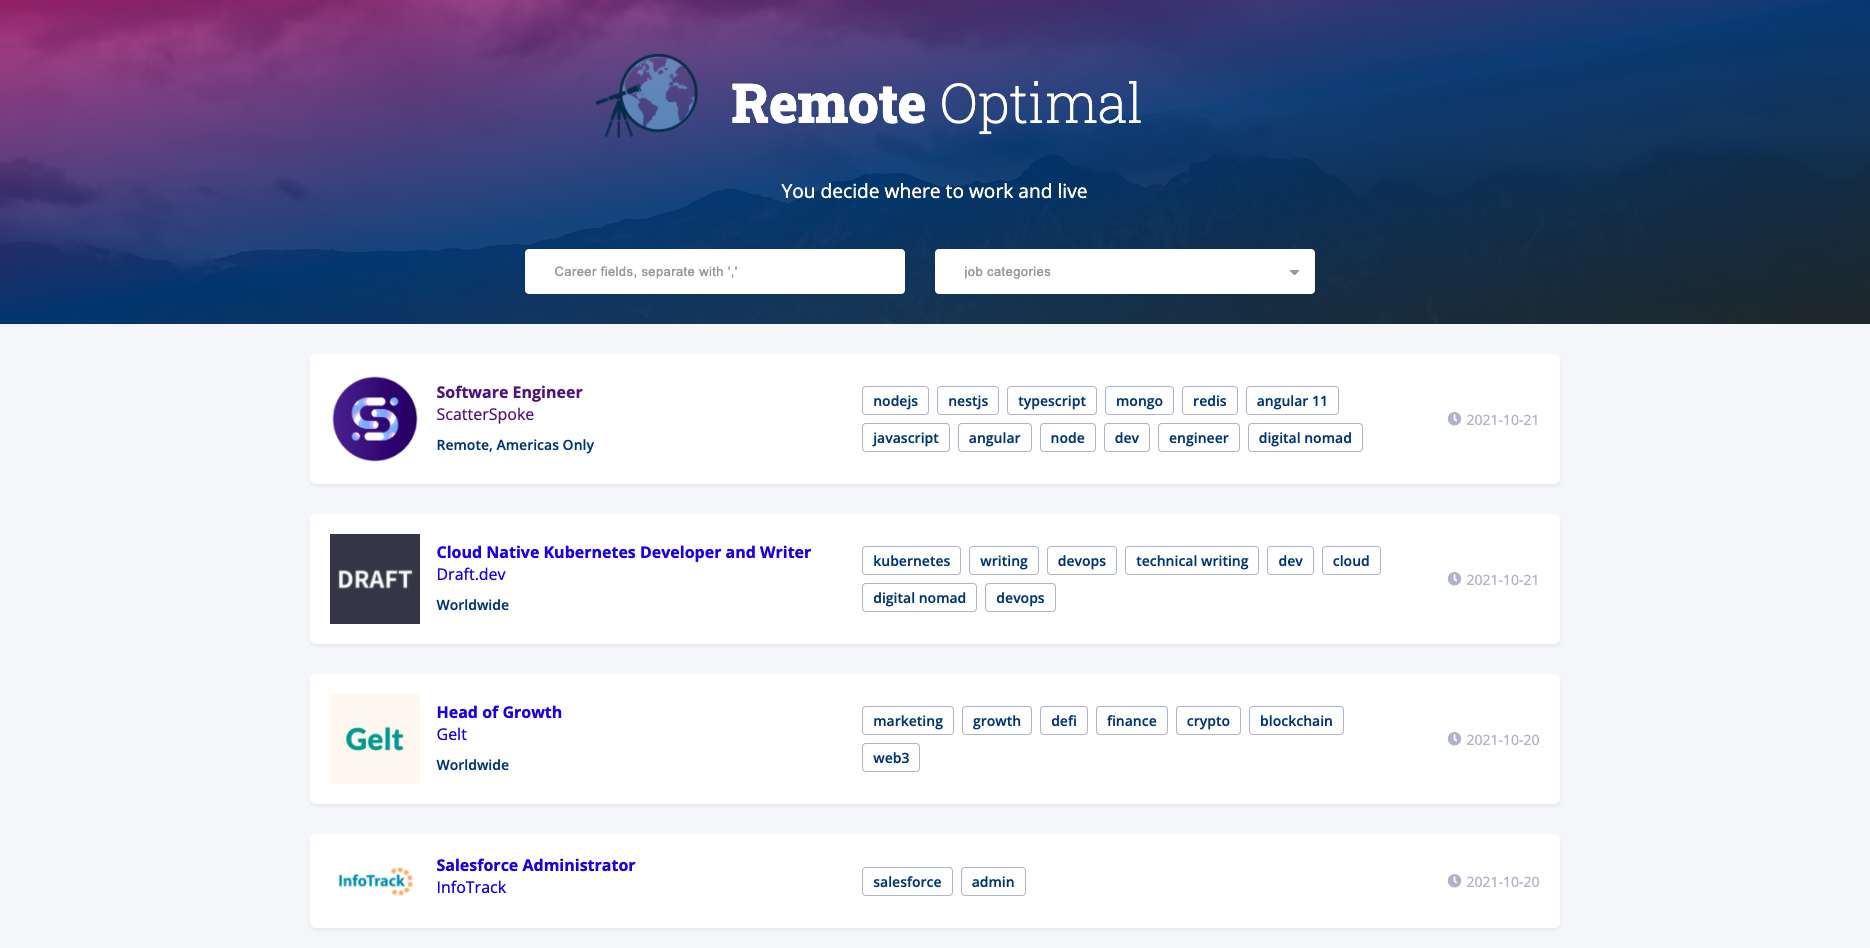 Remote Optimal
You decide where to work and live
Career fields, separate with ','
job categories
Software Engineer
ScatterSpoke
Remote, Americas Only
nodejs nestjs typescript mongo redis angular 11
javascript angular node dev engineer digital nomad
2021-10-21
DRAFT
Cloud Native Kubernetes Developer and Writer
Draft.dev
Worldwide
kubernetes writing devops technical writing dev cloud
digital nomad devops
2021-10-21
Gelt
Head of Growth
Gelt
Worldwide
marketing growth defi finance crypto blockchain
web3
2021-10-20
InfoTrack
Salesforce Administrator
InfoTrack
salesforce admin
2021-10-20